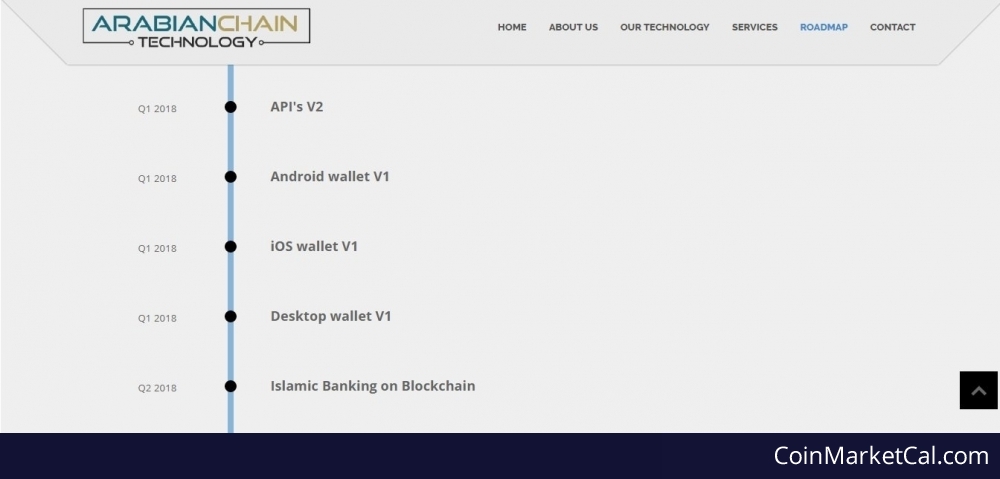 ARABIANCHAIN
TECHNOLOGY
HOME ABOUT US OUR TECHNOLOGY SERVICES ROADMAP CONTACT
Q1 2018 API's V2
Q1 2018 Android wallet V1
Q1 2018 iOS wallet V1
Q1 2018 Desktop wallet V1
Q2 2018 Islamic Banking on Blockchain
CoinMarketCal.com